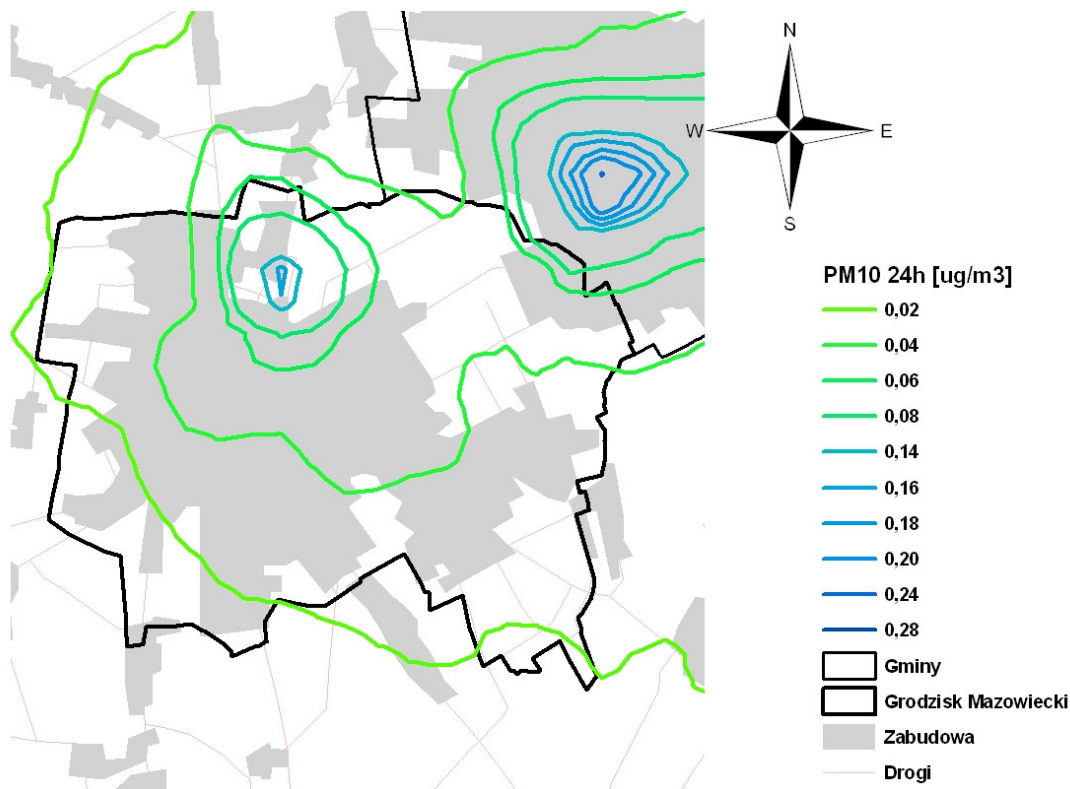 N
W
E
S
PM10 24h [ug/m3]
0,02
0,04
0,06
0,08
0,14
0,16
0,18
0,20
0,24
0,28
Gminy
Grodzisk Mazowiecki
Zabudowa
Drogi